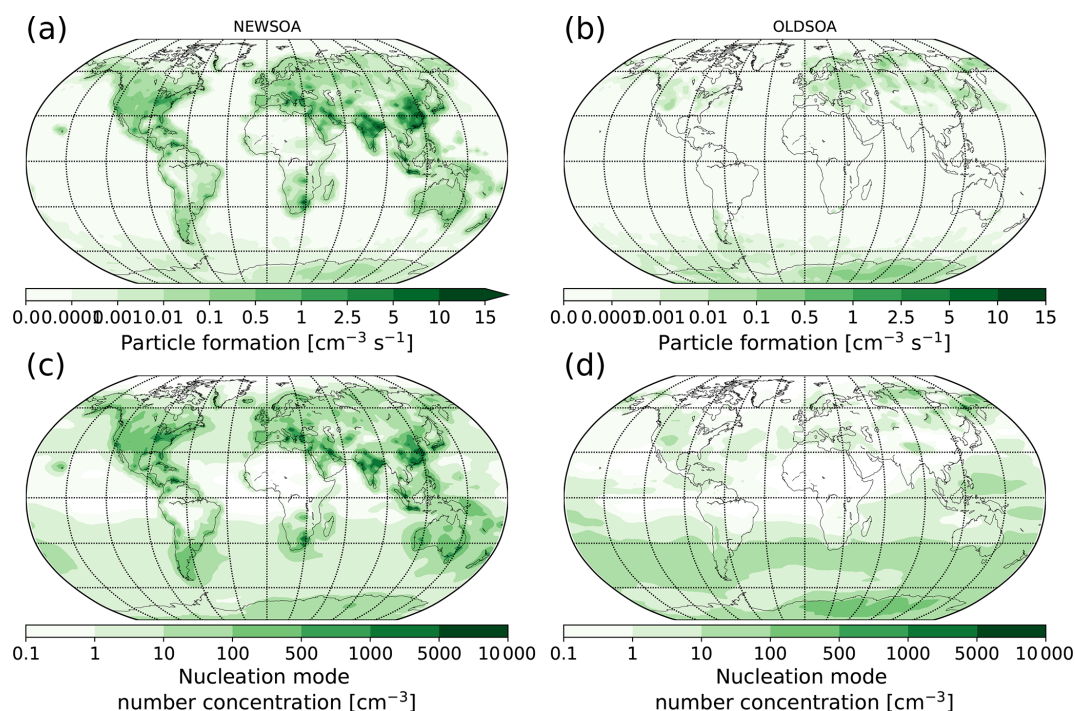 (a) NEWSOA
(b) OLDSOA
0.0 0.0001 0.001 0.01 0.1 0.5 1 2.5 5 10 15
Particle formation [cm⁻³ s⁻¹]
0.0 0.0001 0.001 0.01 0.1 0.5 1 2.5 5 10 15
Particle formation [cm⁻³ s⁻¹]
(c)
(d)
0.1 1 10 100 500 1000 5000 10 000
Nucleation mode
number concentration [cm⁻³]
0.1 1 10 100 500 1000 5000 10 000
Nucleation mode
number concentration [cm⁻³]